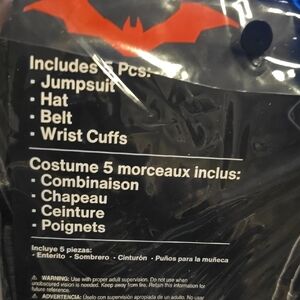 Includes 5 Pcs:
· Jumpsuit
· Hat
· Belt
· Wrist Cuffs
Costume 5 morceaux inclus:
· Combinaison
· Chapeau
· Ceinture
· Poignets
Incluye 5 piezas:
· Enterito · Sombrero · Cinturón · Puños para la muñeca
WARNING: Use with proper adult supervision. Do not use when
unobscured vision is needed. Keep away from fire. Retain this information for
future reference.
ADVERTENCIA: Úselo con supervisión apropiada de un adulto. No usar